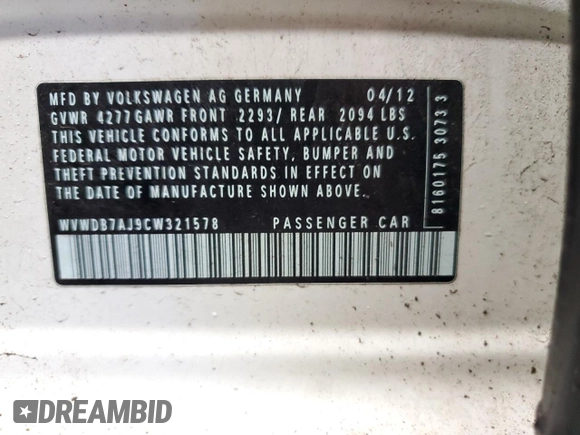 MFD BY VOLKSWAGEN AG GERMANY 04/12
GVWR 4277 GAWR FRONT 2293/ REAR 2094 LBS
THIS VEHICLE CONFORMS TO ALL APPLICABLE U.S.
FEDERAL MOTOR VEHICLE SAFETY, BUMPER AND
THEFT PREVENTION STANDARDS IN EFFECT ON
THE DATE OF MANUFACTURE SHOWN ABOVE.
WVWDB7AJ9CW321578 PASSENGER CAR
8160175 3073 3
DREAMBID